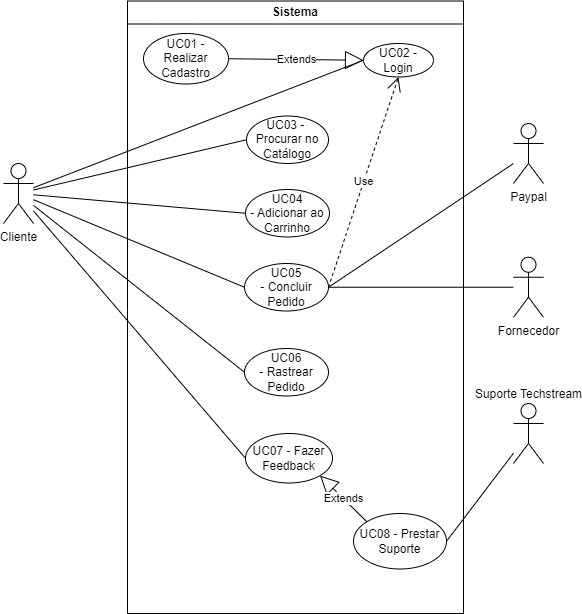 Sistema
UC01 -
Realizar
Cadastro
Extends
UC02 -
Login
UC03 -
Procurar no
Catálogo
Paypal
Use
UC04
- Adicionar ao
Carrinho
Cliente
UC05
- Concluir
Pedido
Fornecedor
UC06
- Rastrear
Pedido
Suporte Techstream
UC07 - Fazer
Feedback
Extends
UC08 - Prestar
Suporte